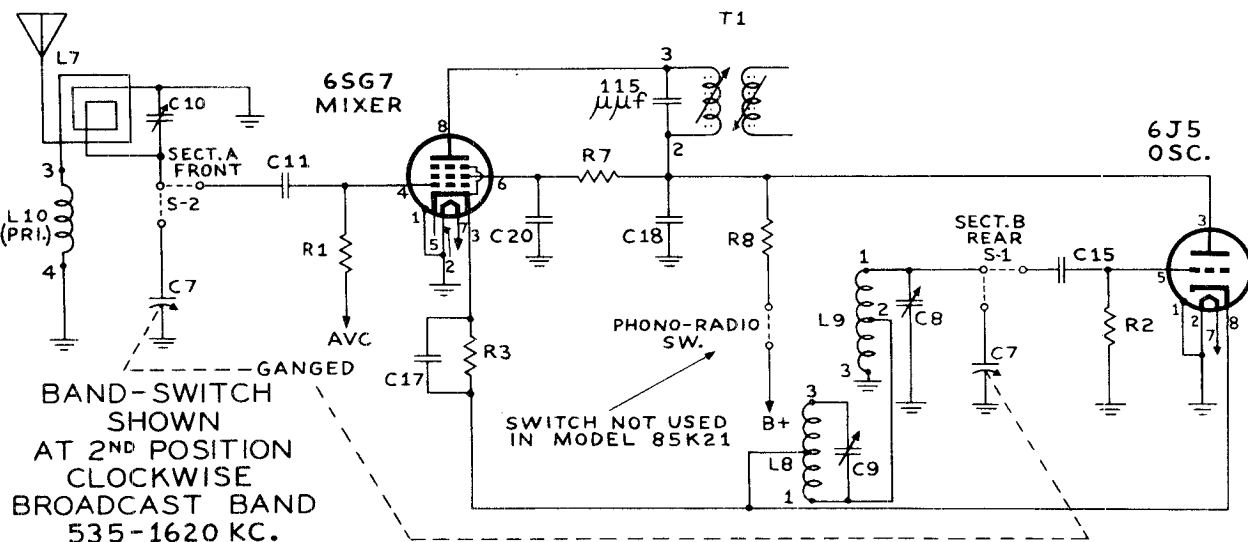 T1
L7
6SG7
MIXER
3
115
μμf
C10
2
8
6J5
OSC.
SECT. A
FRONT
S-2
C11
4
6
R7
3
3
L10
(PRI.)
4
C7
R1
AVC
1
5
2
7
3
C20
C18
R8
SECT. B
REAR
S-1
C15
5
1
2
3
L9
C8
C7
R2
1
2
7
8
PHONO-RADIO
SW.
C17
R3
GANGED
SWITCH NOT USED
IN MODEL 85K21
B+
3
L8
1
C9
BAND-SWITCH
SHOWN
AT 2ND POSITION
CLOCKWISE
BROADCAST BAND
535-1620 KC.